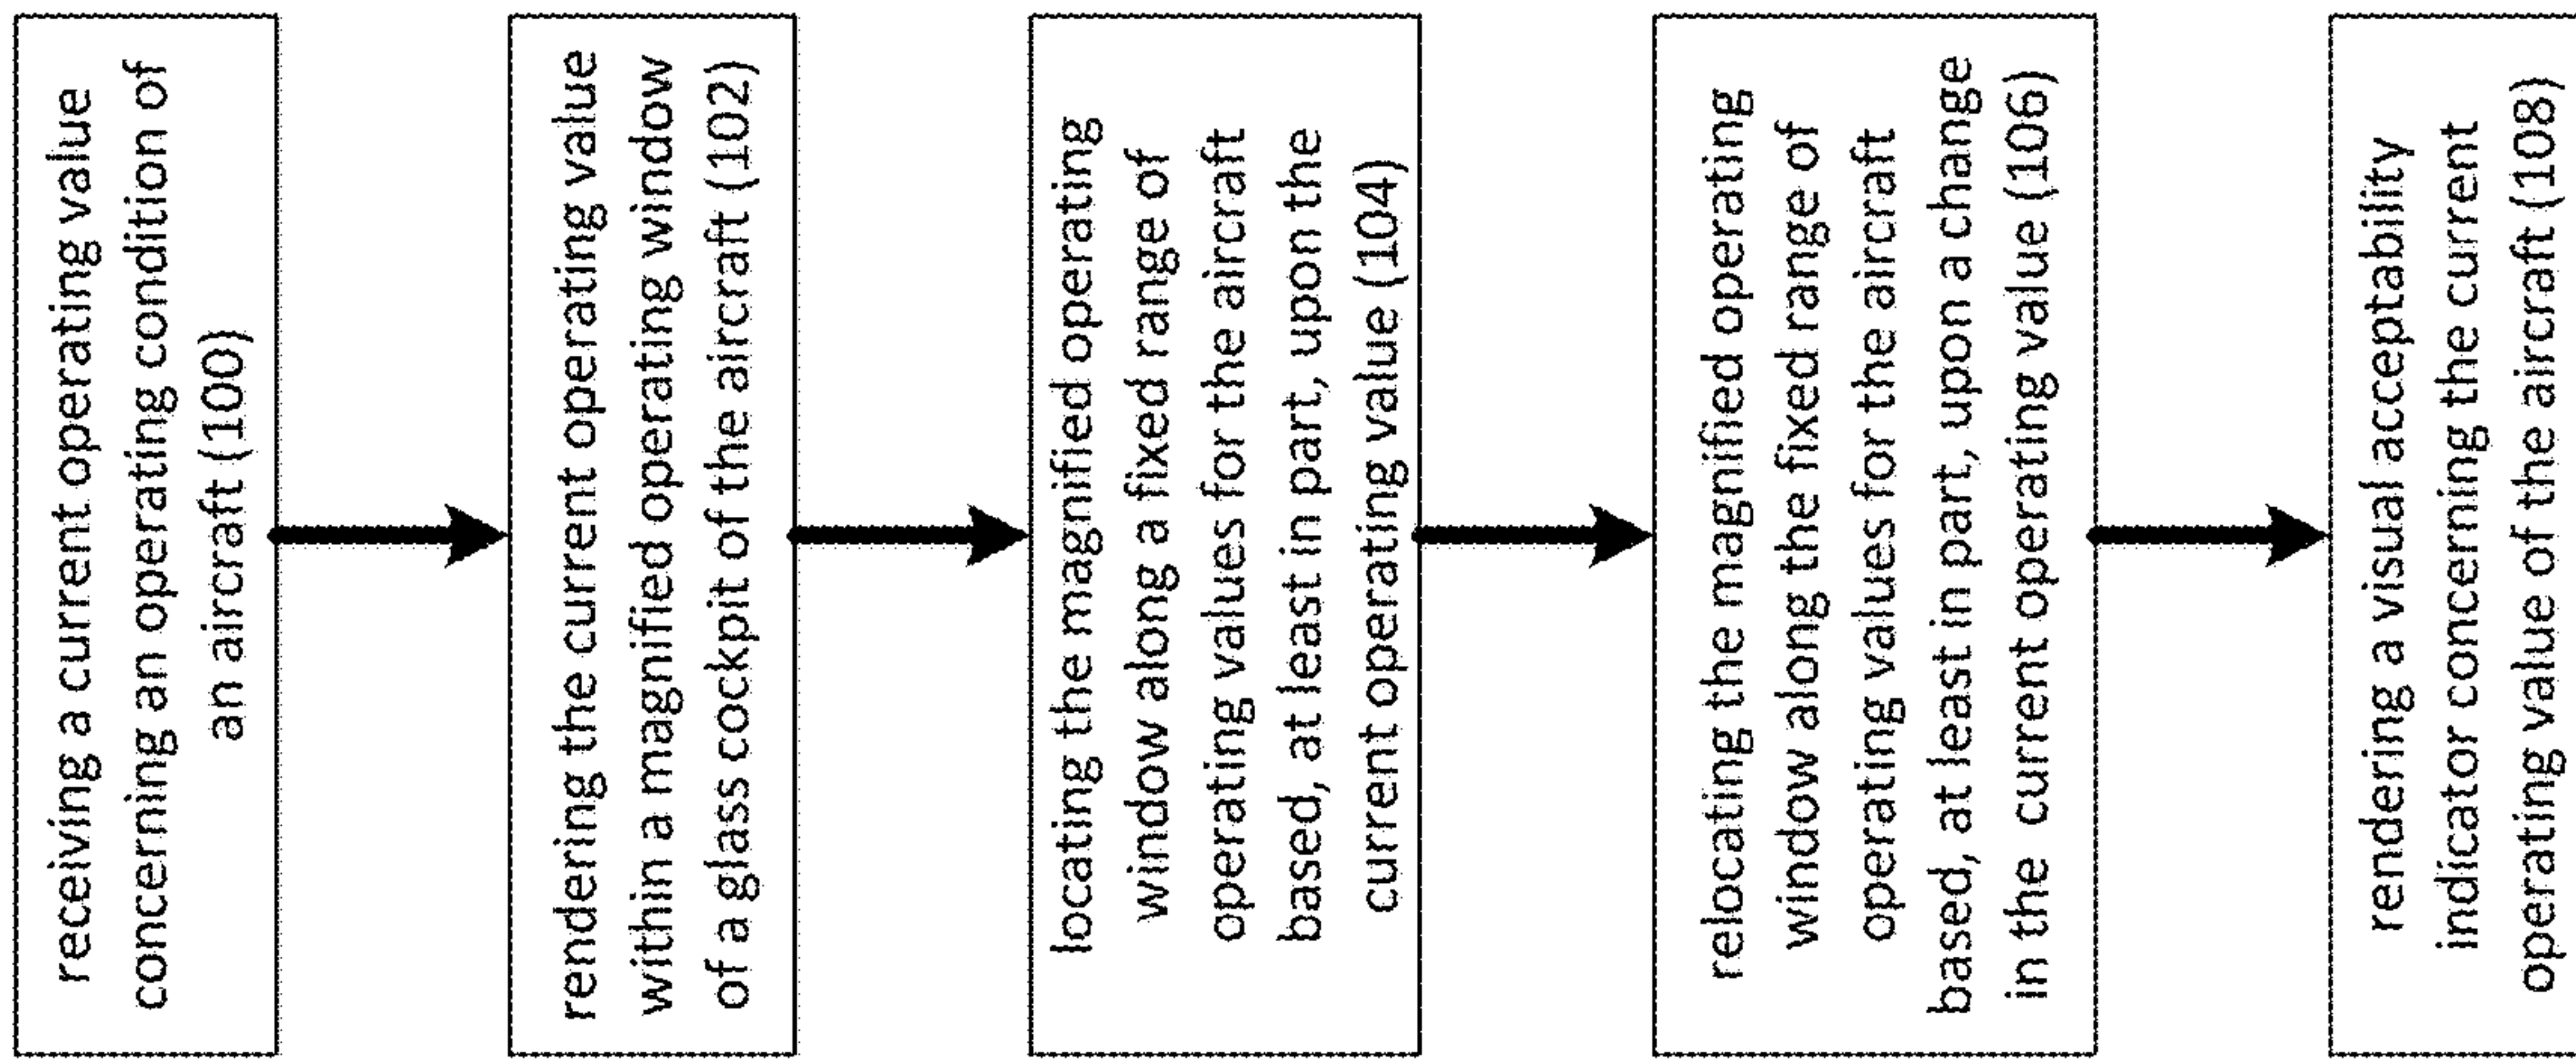 receiving a current operating value
concerning an operating condition of
an aircraft (100)
rendering the current operating value
within a magnified operating window
of a glass cockpit of the aircraft (102)
locating the magnified operating
window along a fixed range of
operating values for the aircraft
based, at least in part, upon the
current operating value (104)
relocating the magnified operating
window along the fixed range of
operating values for the aircraft
based, at least in part, upon a change
in the current operating value (106)
rendering a visual acceptability
indicator concerning the current
operating value of the aircraft (108)